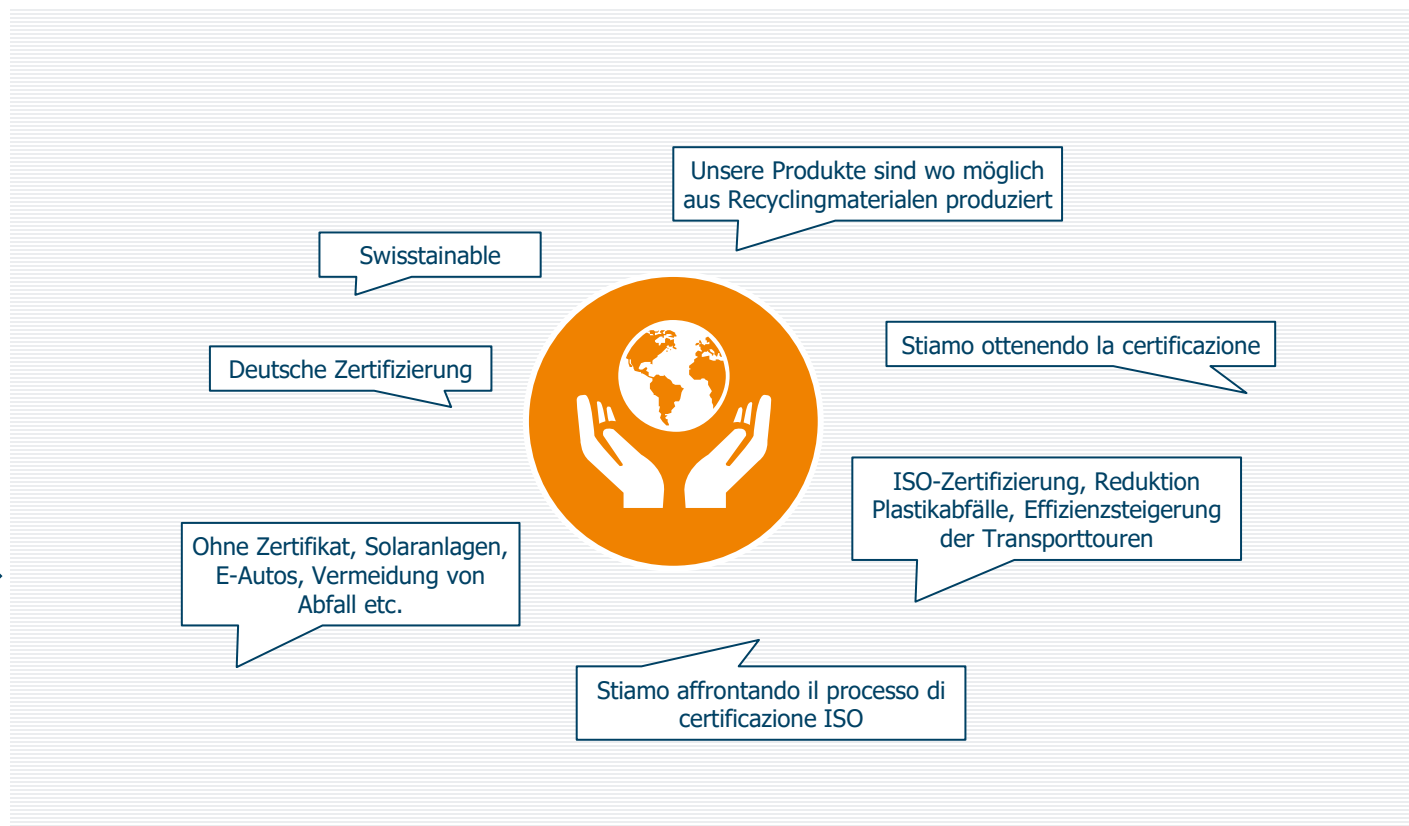 Unsere Produkte sind wo möglich
aus Recyclingmaterialen produziert
Swisstainable
Stiamo ottenendo la certificazione
Deutsche Zertifizierung
ISO-Zertifizierung, Reduktion
Plastikabfälle, Effizienzsteigerung
der Transporttouren
Ohne Zertifikat, Solaranlagen,
E-Autos, Vermeidung von
Abfall etc.
Stiamo affrontando il processo di
certificazione ISO